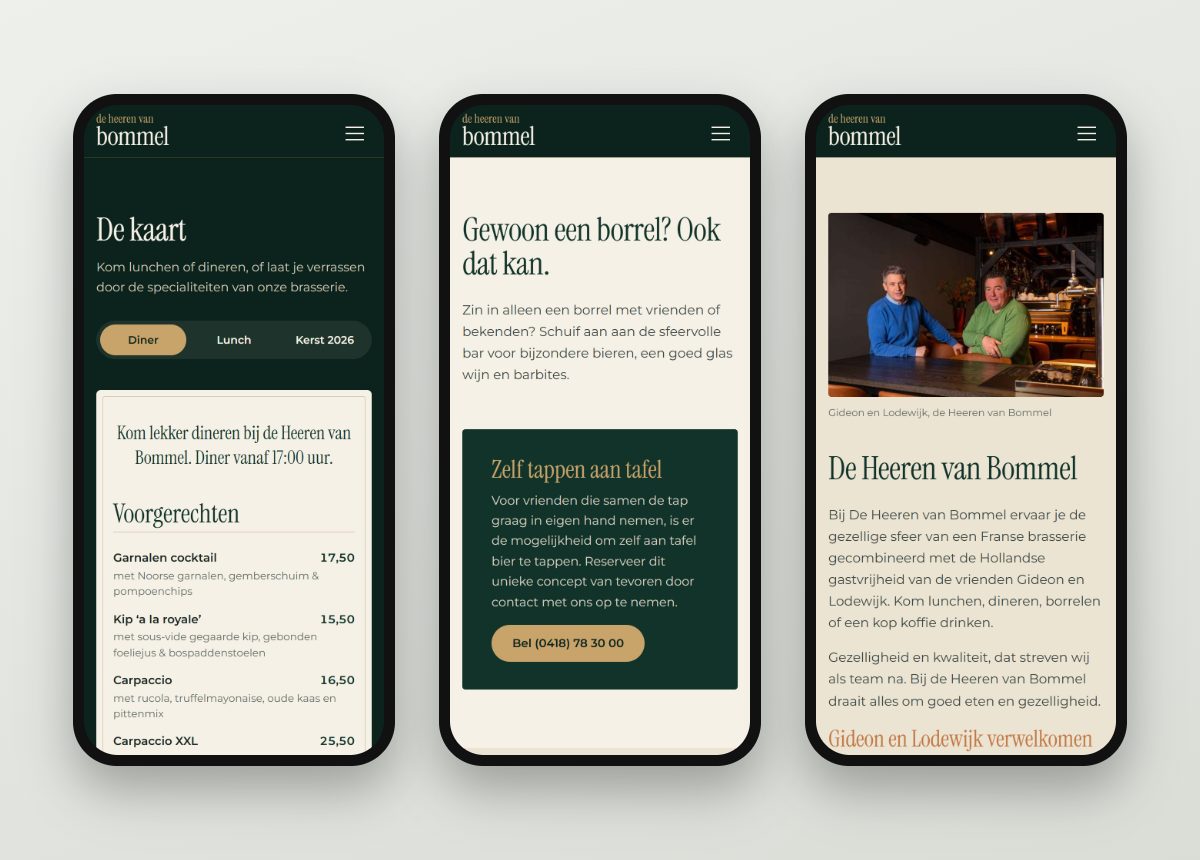 de heeren van
bommel
De kaart
Kom lunchen of dineren, of laat je verrassen
door de specialiteiten van onze brasserie.
Diner
Lunch
Kerst 2026
Kom lekker dineren bij de Heeren van
Bommel. Diner vanaf 17:00 uur.
Voorgerechten
Garnalen cocktail 17,50
met Noorse garnalen, gemberschuim &
pompoenchips
Kip ‘a la royale’ 15,50
met sous-vide gegaarde kip, gebonden
foeliejus & bospaddenstoelen
Carpaccio 16,50
met rucola, truffelmayonaise, oude kaas en
pittenmix
Carpaccio XXL 25,50
de heeren van
bommel
Gewoon een borrel? Ook
dat kan.
Zin in alleen een borrel met vrienden of
bekenden? Schuif aan aan de sfeervolle
bar voor bijzondere bieren, een goed glas
wijn en barbites.
Zelf tappen aan tafel
Voor vrienden die samen de tap
graag in eigen hand nemen, is er
de mogelijkheid om zelf aan tafel
bier te tappen. Reserveer dit
unieke concept van tevoren door
contact met ons op te nemen.
Bel (0418) 78 30 00
de heeren van
bommel
Gideon en Lodewijk, de Heeren van Bommel
De Heeren van Bommel
Bij De Heeren van Bommel ervaar je de
gezellige sfeer van een Franse brasserie
gecombineerd met de Hollandse
gastvrijheid van de vrienden Gideon en
Lodewijk. Kom lunchen, dineren, borrelen
of een kop koffie drinken.
Gezelligheid en kwaliteit, dat streven wij
als team na. Bij de Heeren van Bommel
draait alles om goed eten en gezelligheid.
Gideon en Lodewijk verwelkomen